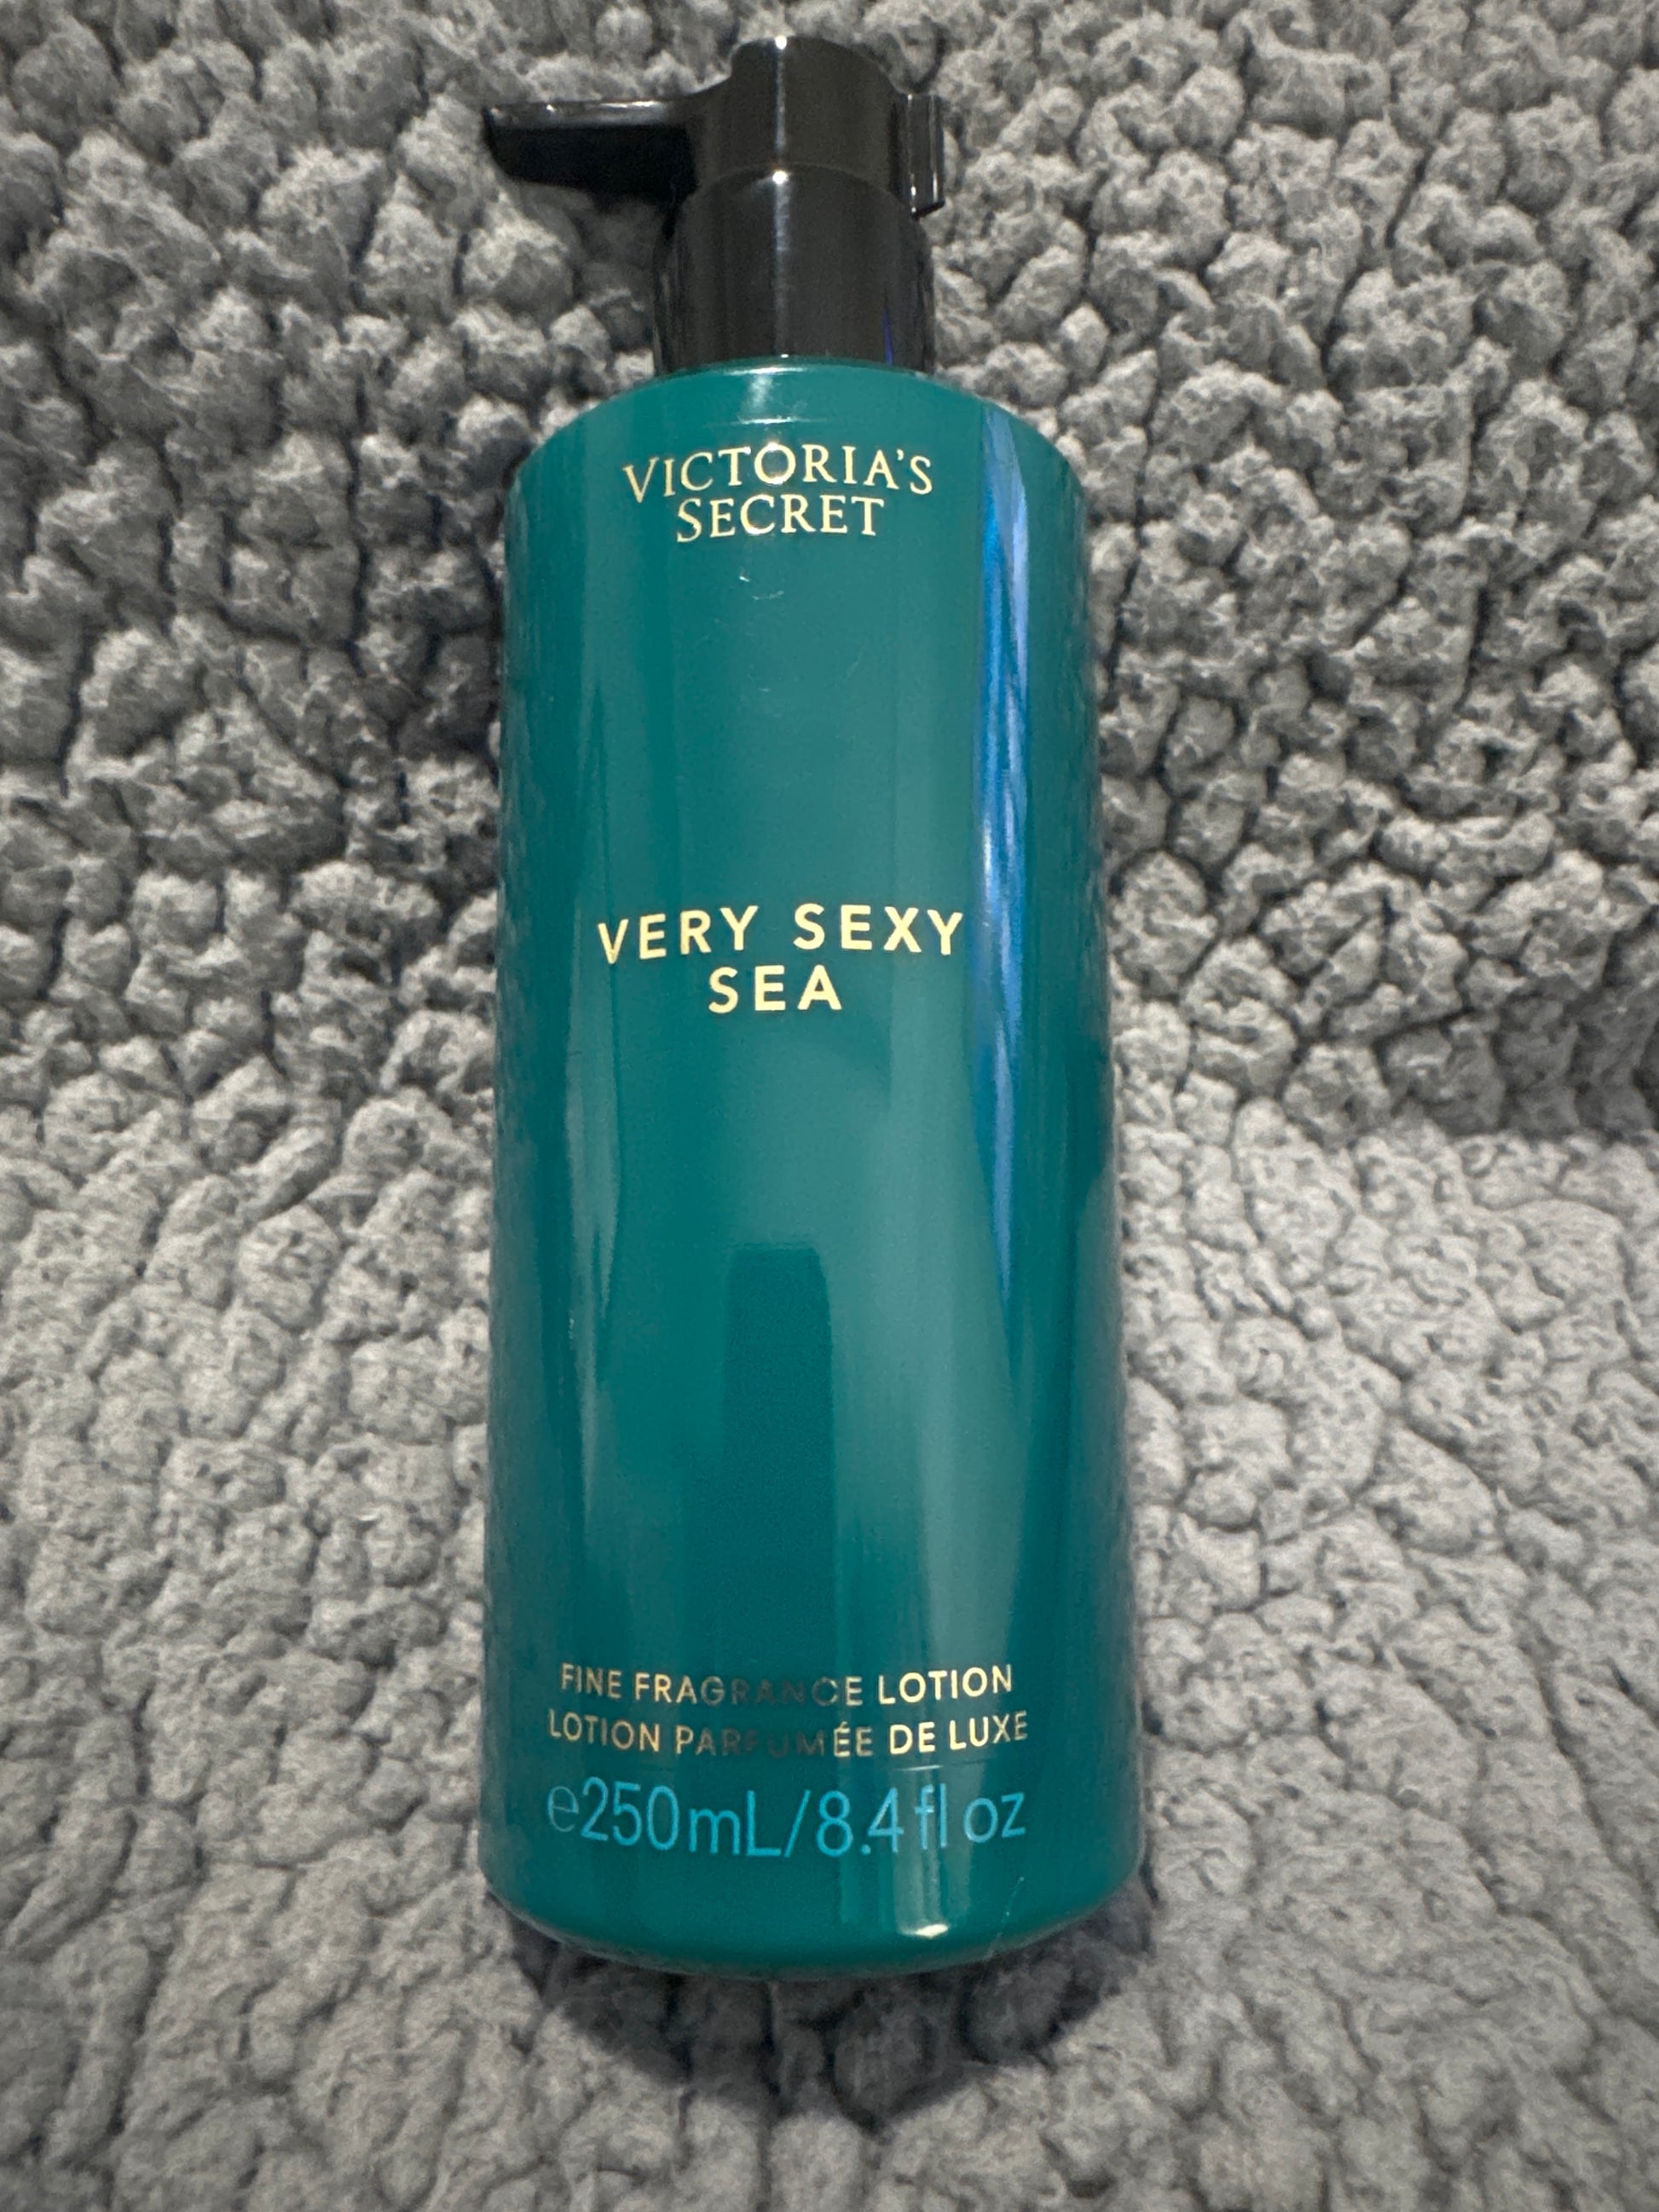 VICTORIA'S
SECRET
VERY SEXY
SEA
FINE FRAGRANCE LOTION
LOTION PARFUMÉE DE LUXE
℮250mL/8.4 fl oz